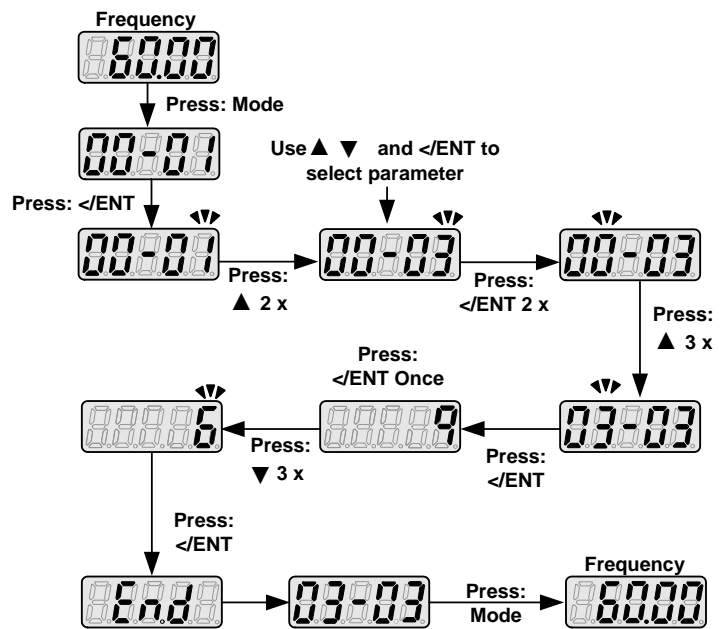 Frequency
60.00
Press: Mode
00-01
Use ▲ ▼ and </ENT to
select parameter
Press: </ENT
00-01
Press:
▲ 2 x
00-03
Press:
</ENT 2 x
00-03
Press:
▲ 3 x
03-03
Press:
</ENT
Press:
</ENT Once
9
Press:
▼ 3 x
6
Press:
</ENT
End
03-03
Press:
Mode
Frequency
60.00